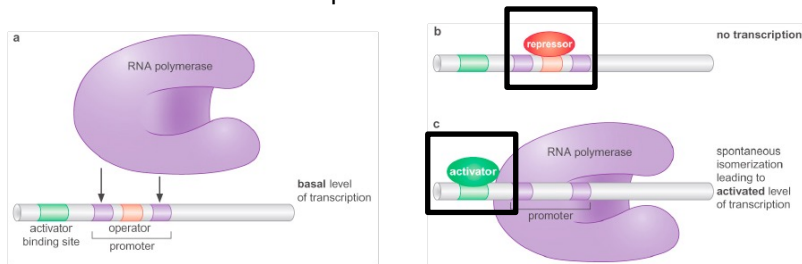 a
RNA polymerase
basal level
of transcription
activator
binding site
operator
promoter
b
repressor
no transcription
c
RNA polymerase
activator
promoter
spontaneous
isomerization
leading to
activated level
of transcription